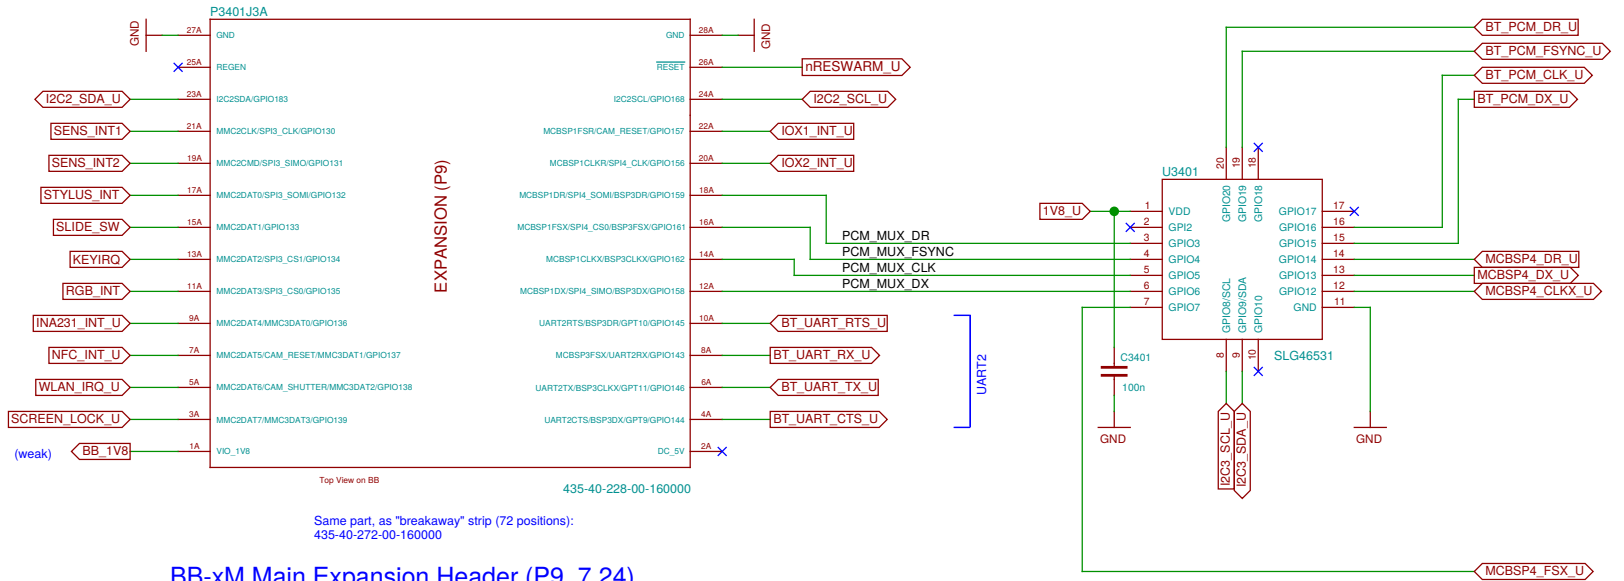 P3401J3A
GND 27A GND GND 28A GND
25A REGEN RESET 26A nRESWARM_U
I2C2_SDA_U 23A I2C2SDA/GPIO183 I2C2SCL/GPIO168 24A I2C2_SCL_U
SENS_INT1 21A MMC2CLK/SPI3_CLK/GPIO130 MCBSP1FSR/CAM_RESET/GPIO157 22A IOX1_INT_U
SENS_INT2 19A MMC2CMD/SPI3_SIMO/GPIO131 MCBSP1CLKR/SPI4_CLK/GPIO156 20A IOX2_INT_U
STYLUS_INT 17A MMC2DAT0/SPI3_SOMI/GPIO132 MCBSP1DR/SPI4_SOMI/BSP3DR/GPIO159 18A
SLIDE_SW 15A MMC2DAT1/GPIO133 MCBSP1FSX/SPI4_CS0/BSP3FSX/GPIO161 16A
KEYIRQ 13A MMC2DAT2/SPI3_CS1/GPIO134 MCBSP1CLKX/BSP3CLKX/GPIO162 14A
RGB_INT 11A MMC2DAT3/SPI3_CS0/GPIO135 MCBSP1DX/SPI4_SIMO/BSP3DX/GPIO158 12A
INA231_INT_U 9A MMC2DAT4/MMC3DAT0/GPIO136 UART2RTS/BSP3DR/GPT10/GPIO145 10A BT_UART_RTS_U
NFC_INT_U 7A MMC2DAT5/CAM_RESET/MMC3DAT1/GPIO137 MCBSP3FSX/UART2RX/GPIO143 8A BT_UART_RX_U
WLAN_IRQ_U 5A MMC2DAT6/CAM_SHUTTER/MMC3DAT2/GPIO138 UART2TX/BSP3CLKX/GPT11/GPIO146 6A BT_UART_TX_U
SCREEN_LOCK_U 3A MMC2DAT7/MMC3DAT3/GPIO139 UART2CTS/BSP3DX/GPT9/GPIO144 4A BT_UART_CTS_U
(weak) BB_1V8 1A VIO_1V8 DC_5V 2A
EXPANSION (P9)
Top View on BB
435-40-228-00-160000
Same part, as "breakaway" strip (72 positions):
435-40-272-00-160000
BB-xM Main Expansion Header (P9, 7.24)
UART2
PCM_MUX_DR
PCM_MUX_FSYNC
PCM_MUX_CLK
PCM_MUX_DX
BT_PCM_DR_U
BT_PCM_FSYNC_U
BT_PCM_CLK_U
BT_PCM_DX_U
U3401
20 19 18
GPIO20 GPIO19 GPIO18
1V8_U 1 VDD GPIO17 17
2 GPI2 GPIO16 16
3 GPIO3 GPIO15 15
4 GPIO4 GPIO14 14 MCBSP4_DR_U
5 GPIO5 GPIO13 13 MCBSP4_DX_U
6 GPIO6 GPIO12 12 MCBSP4_CLKX_U
7 GPIO7 GND 11
GPIO8/SCL GPIO9/SDA GPIO10
8 9 10
SLG46531
C3401
100n
GND
I2C3_SCL_U I2C3_SDA_U
GND
MCBSP4_FSX_U